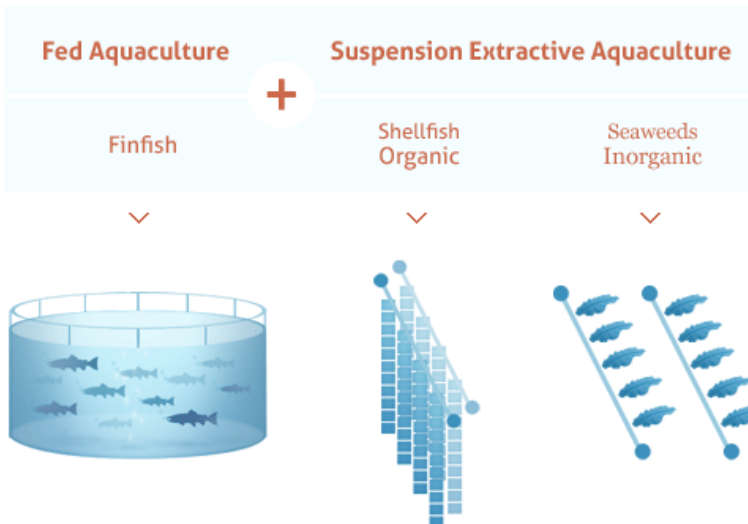 Fed Aquaculture
+
Suspension Extractive Aquaculture
Finfish
Shellfish
Organic
Seaweeds
Inorganic